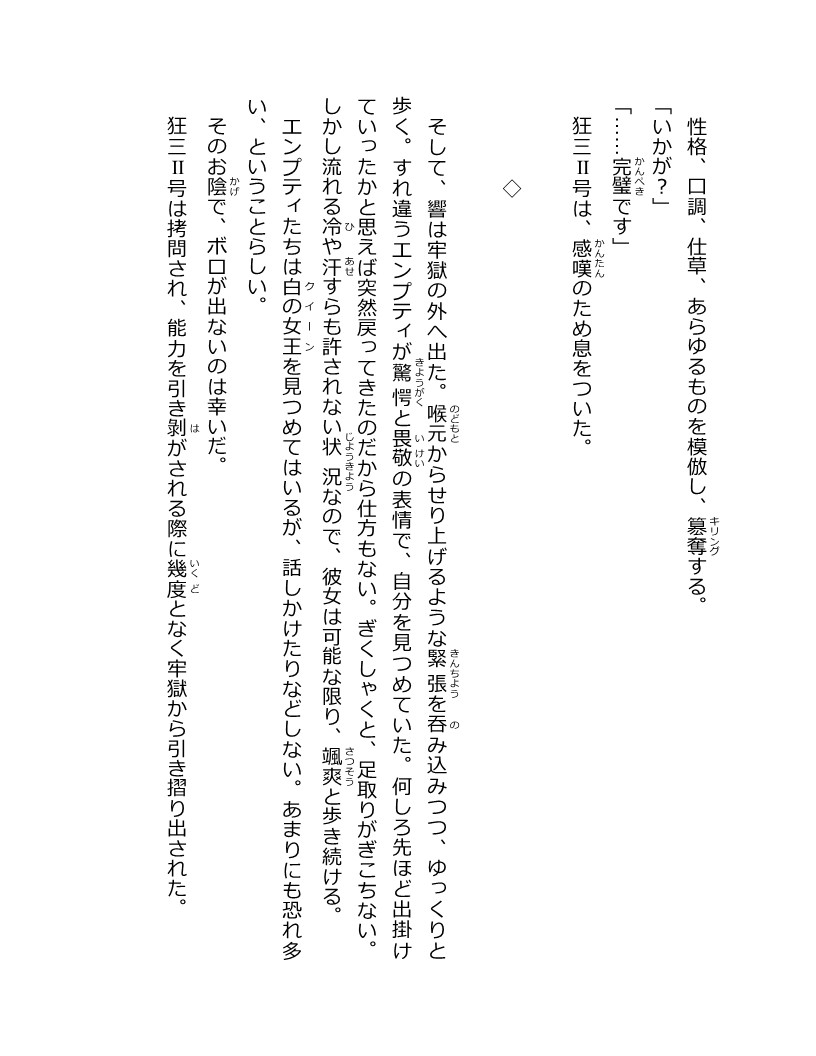 性格、口調、仕草、あらゆるものを模倣し、簒奪する。
「いかが？」
「……完璧です」
狂三Ⅱ号は、感嘆のため息をついた。
◇
そして、響は牢獄の外へ出た。喉元からせり上げるような緊張を呑み込みつつ、ゆっくりと
歩く。すれ違うエンプティが驚愕と畏敬の表情で、自分を見つめていた。何しろ先ほど出掛け
ていったかと思えば突然戻ってきたのだから仕方もない。ぎくしゃくと、足取りがぎこちない。
しかし流れる冷や汗すらも許されない状況なので、彼女は可能な限り、颯爽と歩き続ける。
エンプティたちは白の女王を見つめてはいるが、話しかけたりなどしない。あまりにも恐れ多
い、ということらしい。
そのお陰で、ボロが出ないのは幸いだ。
狂三Ⅱ号は拷問され、能力を引き剝がされる際に幾度となく牢獄から引き摺り出された。